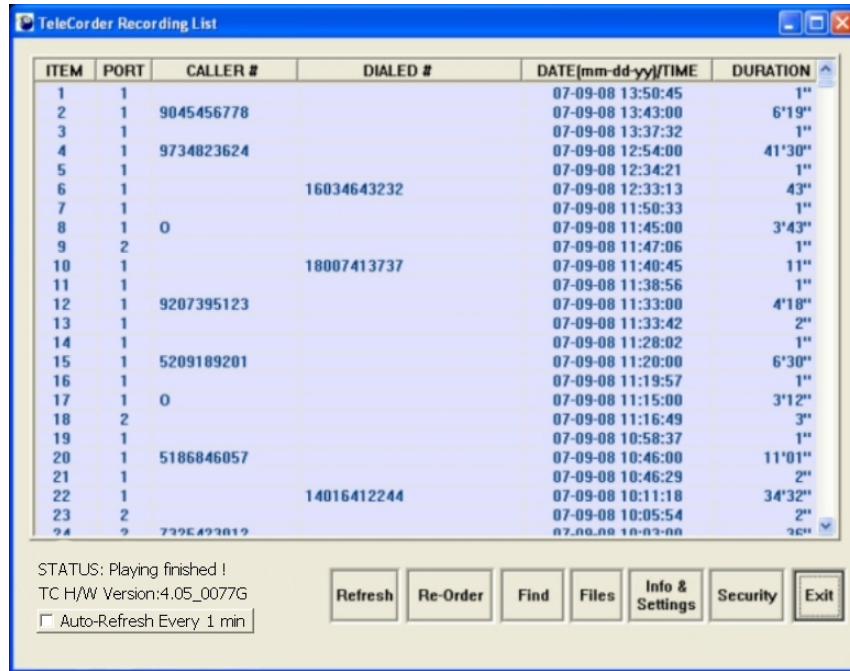 TeleCorder Recording List
ITEM PORT CALLER # DIALED # DATE(mm-dd-yy)/TIME DURATION
1 1 07-09-08 13:50:45 1"
2 1 9045456778 07-09-08 13:43:00 6'19"
3 1 07-09-08 13:37:32 1"
4 1 9734823624 07-09-08 12:54:00 41'30"
5 1 07-09-08 12:34:21 1"
6 1 16034643232 07-09-08 12:33:13 43"
7 1 07-09-08 11:50:33 1"
8 1 O 07-09-08 11:45:00 3'43"
9 2 07-09-08 11:47:06 1"
10 1 18007413737 07-09-08 11:40:45 11"
11 1 07-09-08 11:38:56 1"
12 1 9207395123 07-09-08 11:33:00 4'18"
13 1 07-09-08 11:33:42 2"
14 1 07-09-08 11:28:02 1"
15 1 5209189201 07-09-08 11:20:00 6'30"
16 1 07-09-08 11:19:57 1"
17 1 O 07-09-08 11:15:00 3'12"
18 2 07-09-08 11:16:49 3"
19 1 07-09-08 10:58:37 1"
20 1 5186846057 07-09-08 10:46:00 11'01"
21 1 07-09-08 10:46:29 2"
22 1 14016412244 07-09-08 10:11:18 34'32"
23 2 07-09-08 10:05:54 2"
24 2 7325423012 07-09-08 10:03:00 36"
STATUS: Playing finished !
TC H/W Version:4.05_0077G
Auto-Refresh Every 1 min
Refresh Re-Order Find Files Info & Settings Security Exit